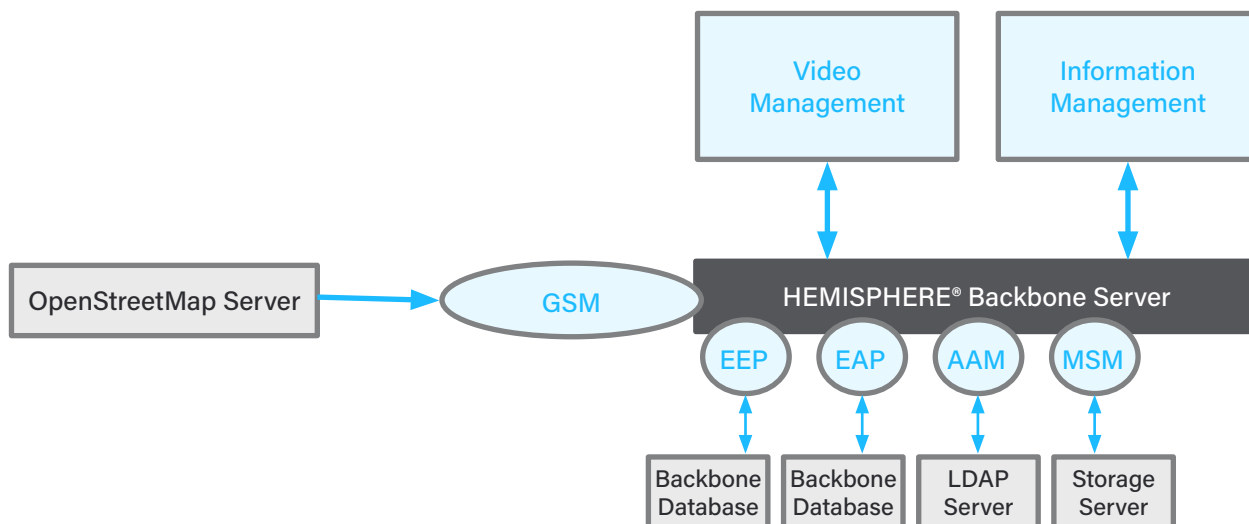 Video
Management
Information
Management
OpenStreetMap Server
GSM
HEMISPHERE® Backbone Server
EEP
EAP
AAM
MSM
Backbone
Database
Backbone
Database
LDAP
Server
Storage
Server